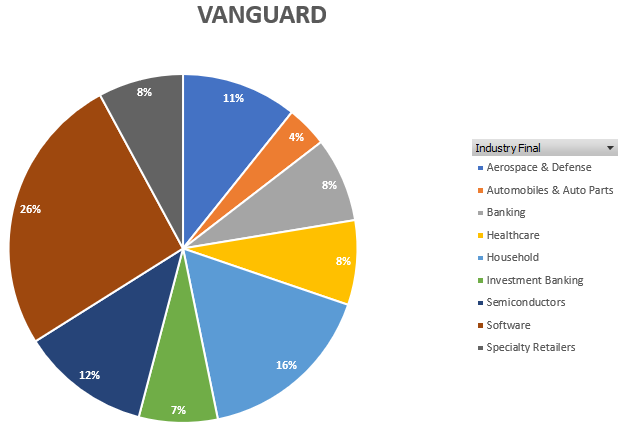 VANGUARD
11%
4%
8%
8%
16%
7%
12%
26%
8%
Industry Final
Aerospace & Defense
Automobiles & Auto Parts
Banking
Healthcare
Household
Investment Banking
Semiconductors
Software
Specialty Retailers